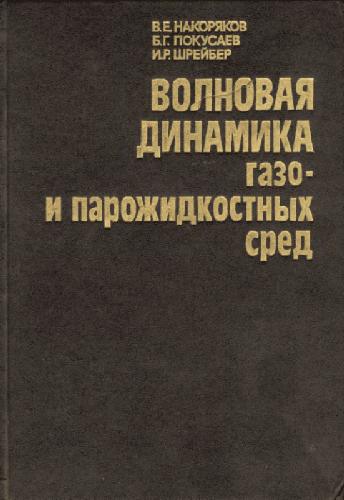 В.Е. НАКОРЯКОВ
Б.Г. ПОКУСАЕВ
И.Р. ШРЕЙБЕР
ВОЛНОВАЯ
ДИНАМИКА
газо-
и парожидкостных
сред